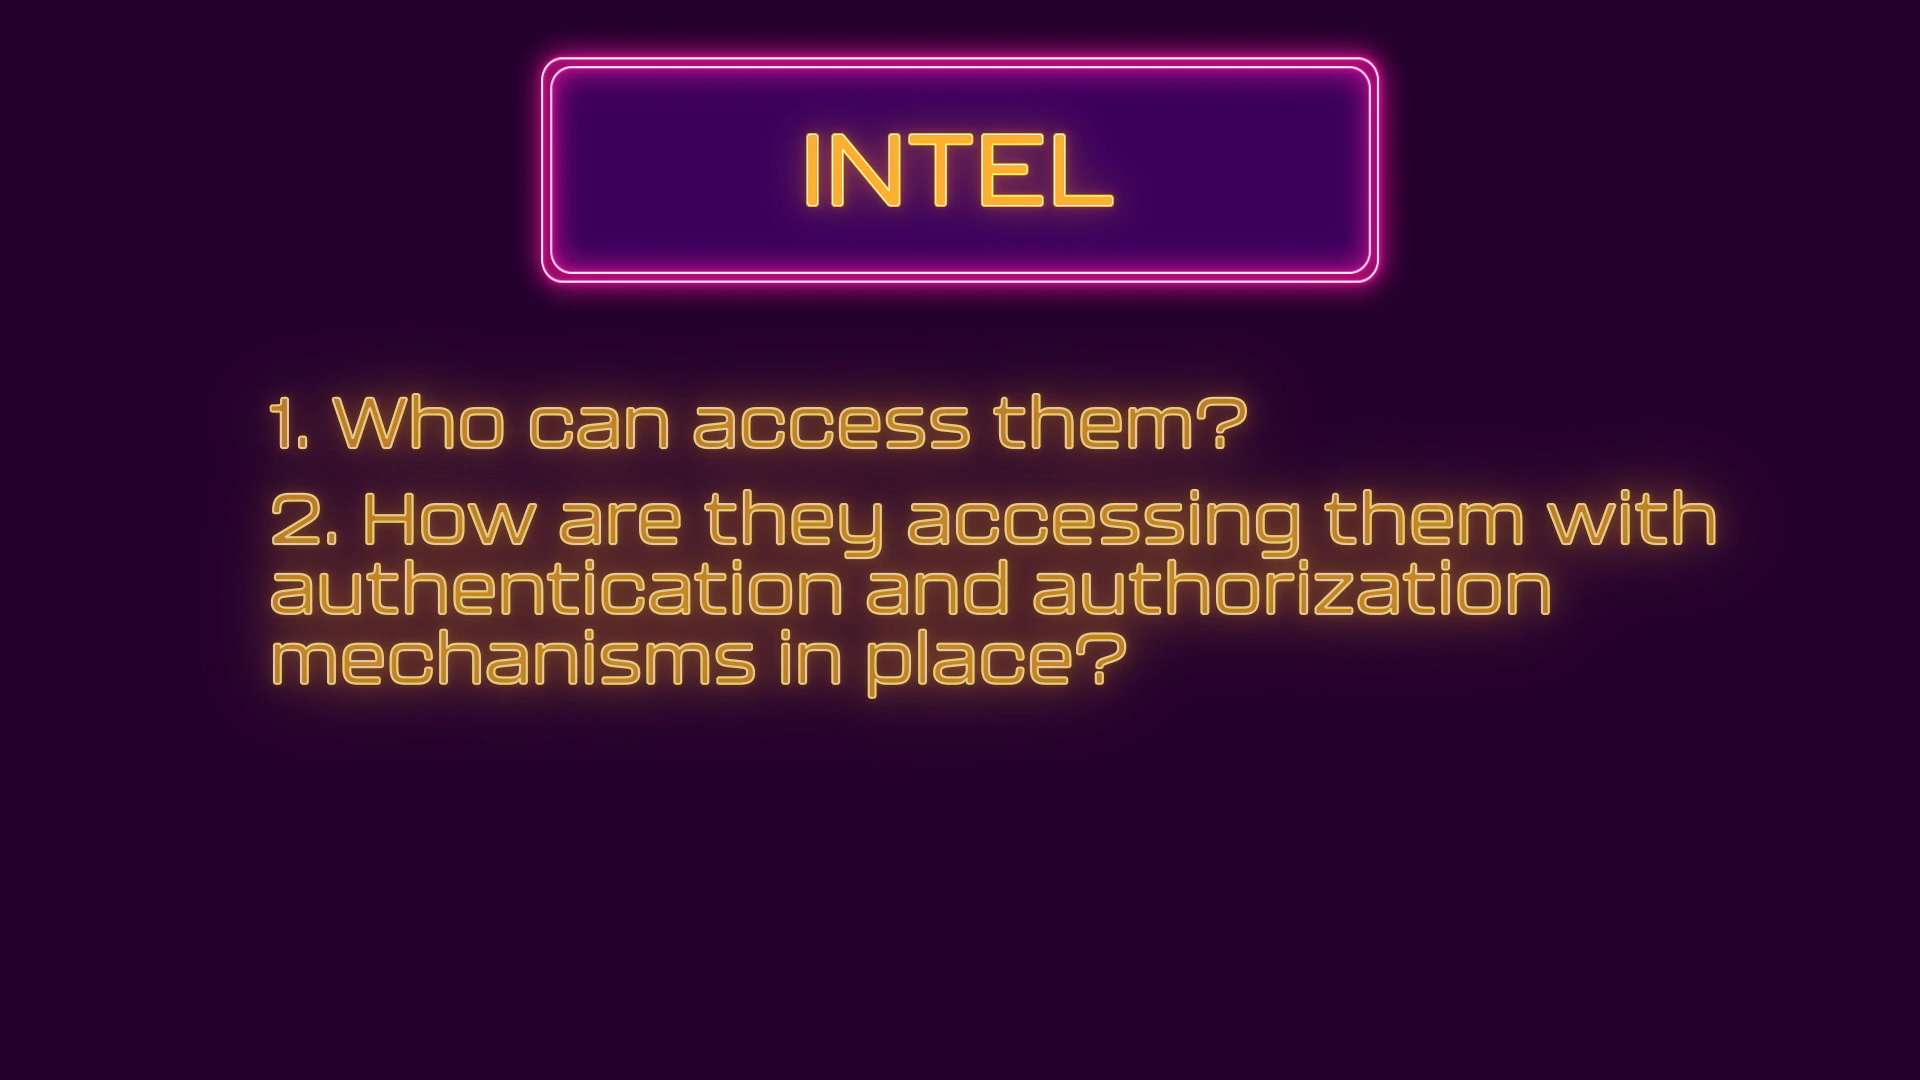 INTEL
1. Who can access them?
2. How are they accessing them with
authentication and authorization
mechanisms in place?